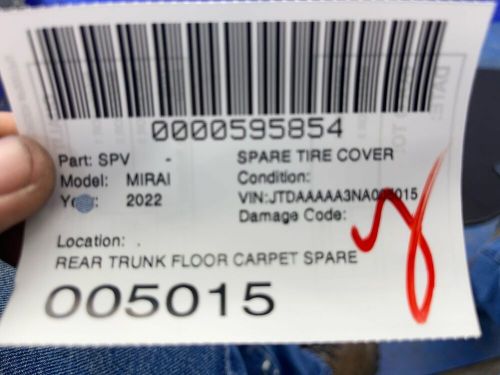 0000595854
Part: SPV - SPARE TIRE COVER
Model: MIRAI Condition:
2022
Damage Code:
Location: .
REAR TRUNK FLOOR CARPET SPARE
005015